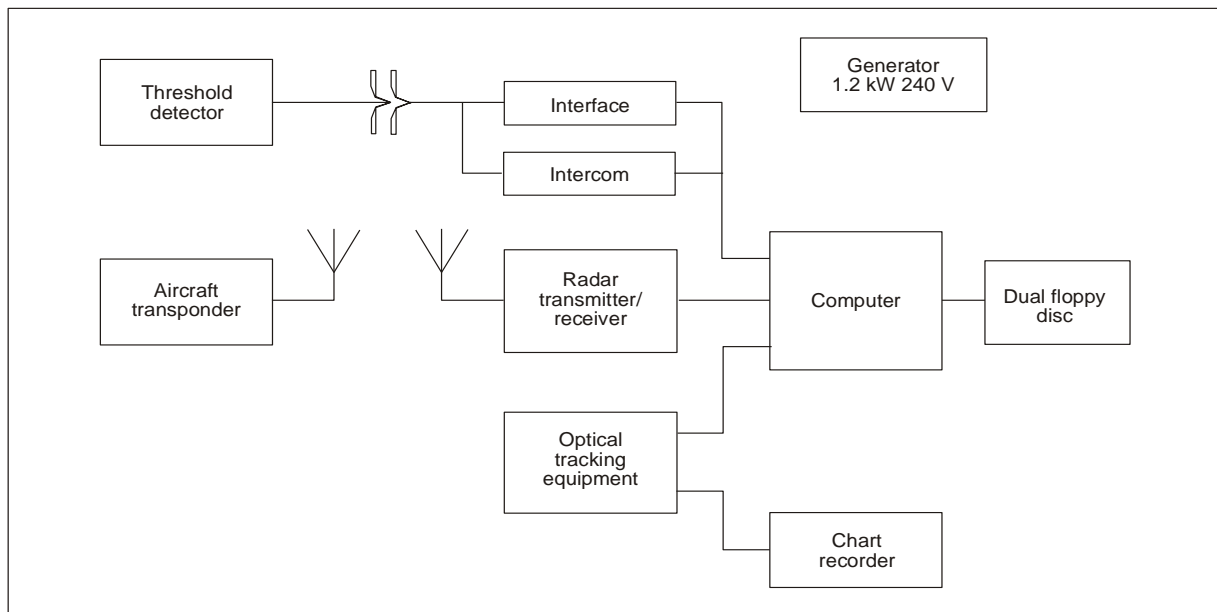 Threshold
detector
Interface
Intercom
Generator
1.2 kW 240 V
Aircraft
transponder
Radar
transmitter/
receiver
Computer
Dual floppy
disc
Optical
tracking
equipment
Chart
recorder